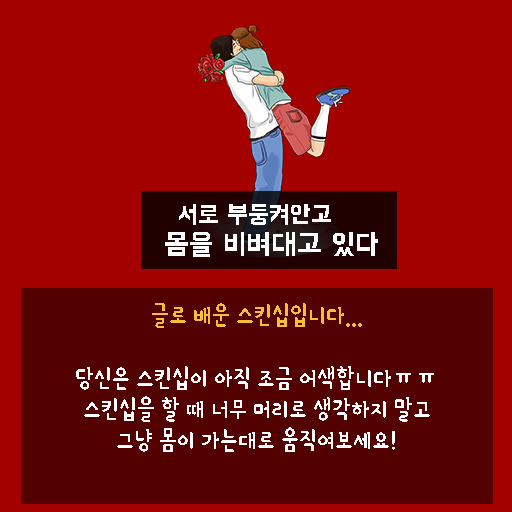 서로 부둥켜안고
몸을 비벼대고 있다
글로 배운 스킨십입니다...
당신은 스킨십이 아직 조금 어색합니다ㅠㅠ
스킨십을 할 때 너무 머리로 생각하지 말고
그냥 몸이 가는대로 움직여보세요!